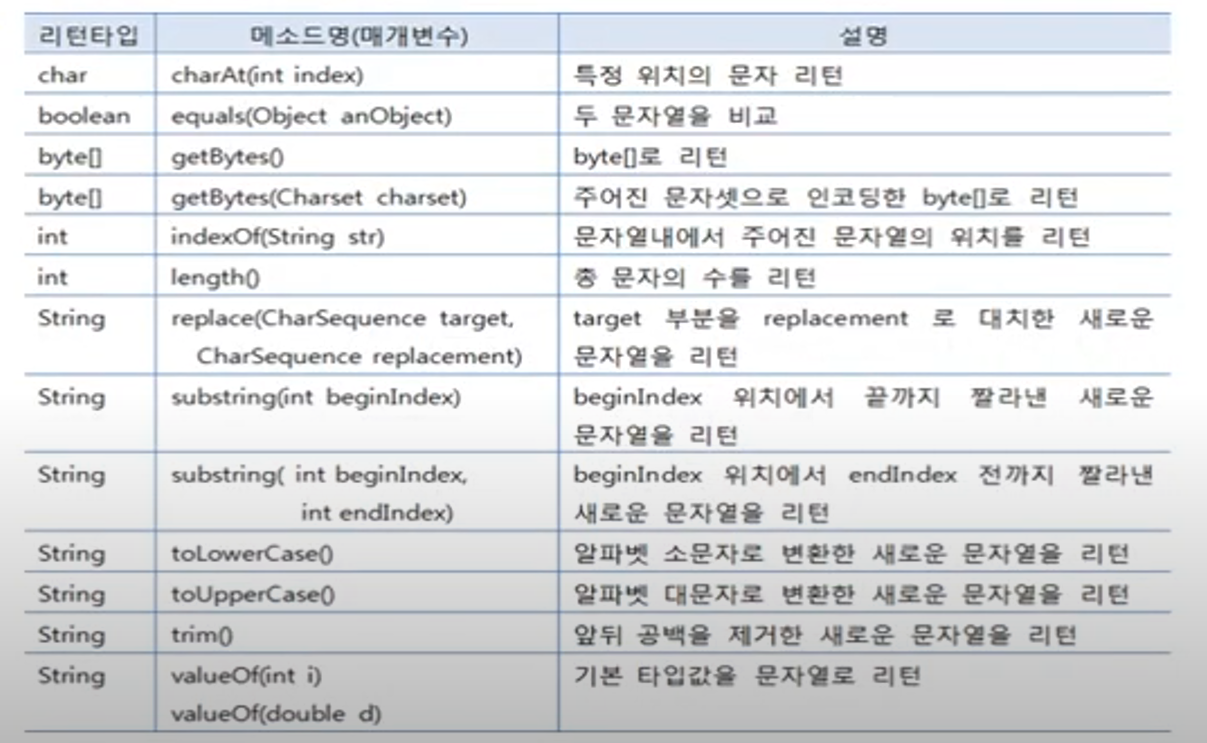 리턴타입 메소드명(매개변수) 설명
char charAt(int index) 특정 위치의 문자 리턴
boolean equals(Object anObject) 두 문자열을 비교
byte[] getBytes() byte[]로 리턴
byte[] getBytes(Charset charset) 주어진 문자셋으로 인코딩한 byte[]로 리턴
int indexOf(String str) 문자열내에서 주어진 문자열의 위치를 리턴
int length() 총 문자의 수를 리턴
String replace(CharSequence target, target 부분을 replacement 로 대치한 새로운
CharSequence replacement) 문자열을 리턴
String substring(int beginIndex) beginIndex 위치에서 끝까지 짤라낸 새로운
문자열을 리턴
String substring( int beginIndex, beginIndex 위치에서 endIndex 전까지 짤라낸
int endIndex) 새로운 문자열을 리턴
String toLowerCase() 알파벳 소문자로 변환한 새로운 문자열을 리턴
String toUpperCase() 알파벳 대문자로 변환한 새로운 문자열을 리턴
String trim() 앞뒤 공백을 제거한 새로운 문자열을 리턴
String valueOf(int i) 기본 타입값을 문자열로 리턴
valueOf(double d)